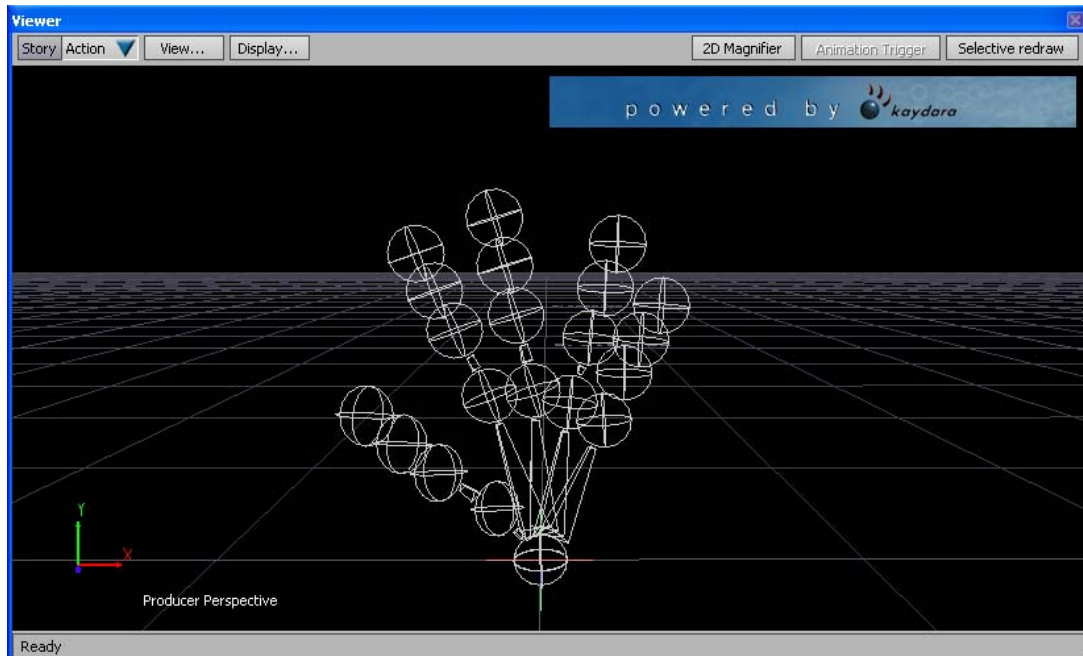 Viewer
Story Action View... Display... 2D Magnifier Animation Trigger Selective redraw
powered by kaydara
Y
X
Producer Perspective
Ready